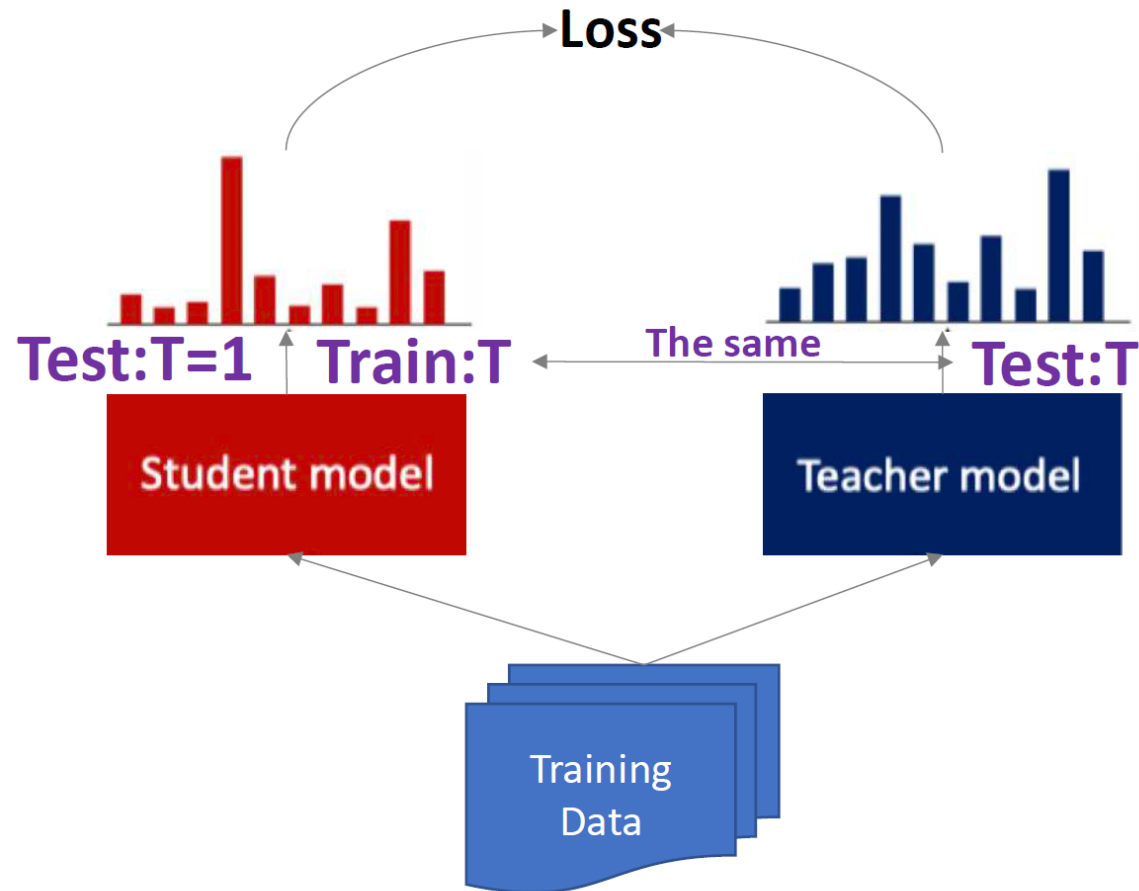 Loss
The same
Test:T=1
Train:T
Test:T
Student model
Teacher model
Training
Data